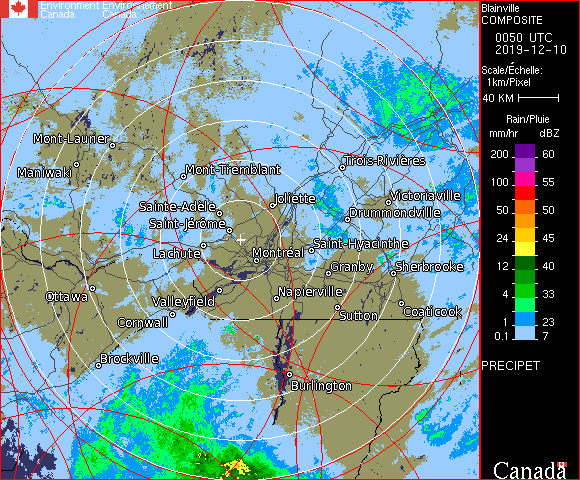 Environment Environnement
Canada Canada
Blainville
COMPOSITE
0050 UTC
2019-12-10
Scale/Échelle:
1km/Pixel
40 KM
Rain/Pluie
mm/hr dBZ
200 60
100 55
50 50
24 45
12 40
4 33
1 23
0.1 7
PRECIPET
Canada
Mont-Laurier
Maniwaki
Mont-Tremblant
Trois-Rivières
Joliette
Victoriaville
Sainte-Adèle
Drummondville
Saint-Jérôme
Lachute
Montréal
Saint-Hyacinthe
Granby
Sherbrooke
Ottawa
Valleyfield
Napierville
Coaticook
Cornwall
Sutton
Brockville
Burlington